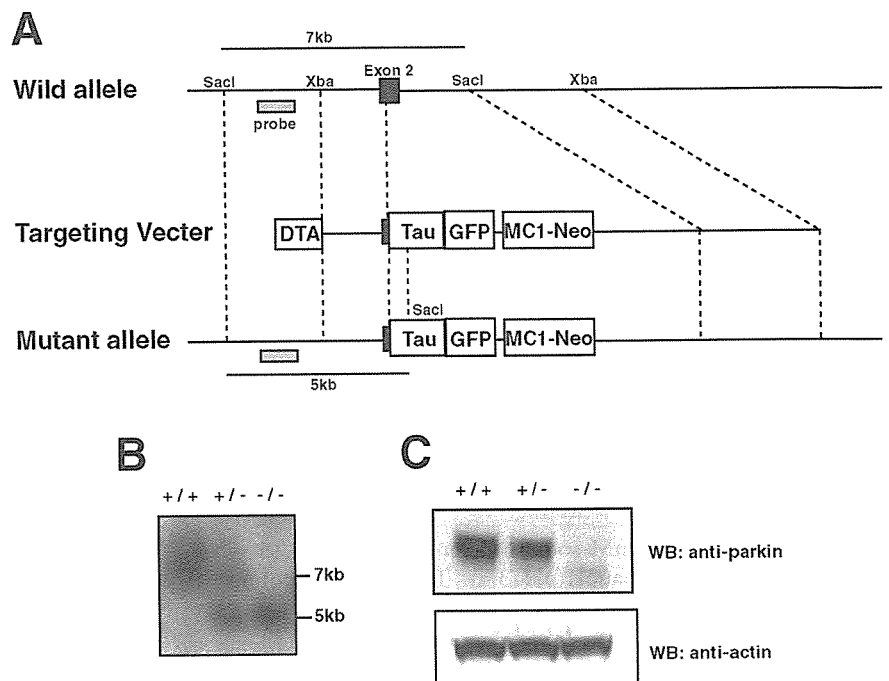 A
7kb
SacI
Xba
Exon 2
SacI
Xba
Wild allele
probe
Targeting Vecter
DTA
Tau
GFP
MC1-Neo
SacI
Mutant allele
Tau
GFP
MC1-Neo
5kb
B
+/+ +/- -/-
7kb
5kb
C
+/+ +/- -/-
WB: anti-parkin
WB: anti-actin